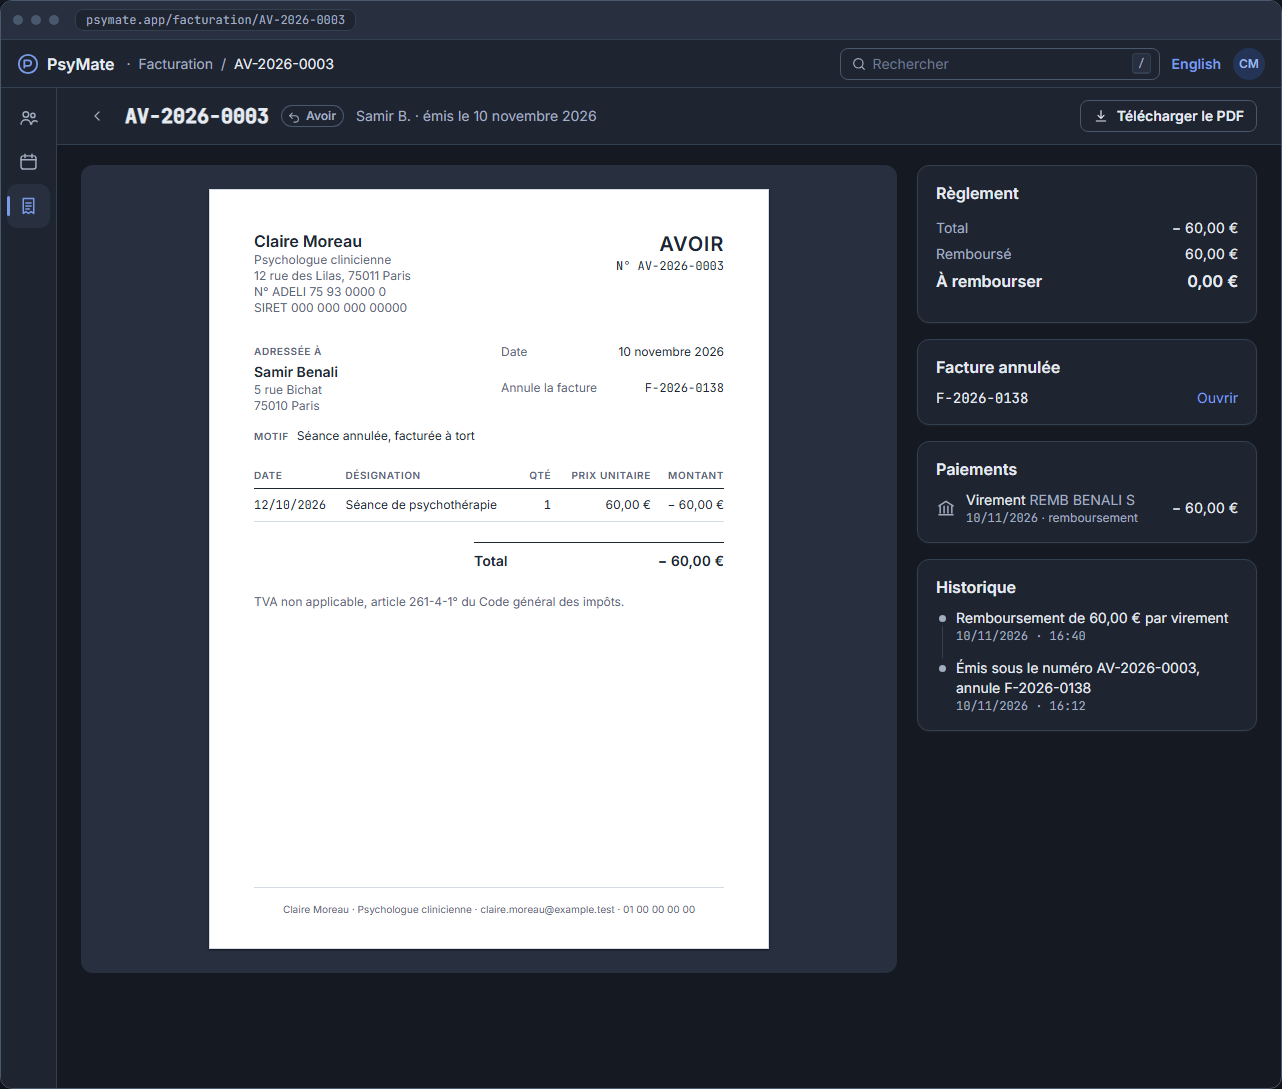 psymate.app/facturation/AV-2026-0003
PsyMate · Facturation / AV-2026-0003
Rechercher /
English
CM
AV-2026-0003
Avoir
Samir B. · émis le 10 novembre 2026
Télécharger le PDF
Claire Moreau
Psychologue clinicienne
12 rue des Lilas, 75011 Paris
N° ADELI 75 93 0000 0
SIRET 000 000 000 00000
AVOIR
N° AV-2026-0003
ADRESSÉE À
Samir Benali
5 rue Bichat
75010 Paris
Date 10 novembre 2026
Annule la facture F-2026-0138
MOTIF Séance annulée, facturée à tort
DATE DÉSIGNATION QTÉ PRIX UNITAIRE MONTANT
12/10/2026 Séance de psychothérapie 1 60,00 € − 60,00 €
Total − 60,00 €
TVA non applicable, article 261-4-1° du Code général des impôts.
Claire Moreau · Psychologue clinicienne · claire.moreau@example.test · 01 00 00 00 00
Règlement
Total − 60,00 €
Remboursé 60,00 €
À rembourser 0,00 €
Facture annulée
F-2026-0138 Ouvrir
Paiements
Virement REMB BENALI S − 60,00 €
10/11/2026 · remboursement
Historique
Remboursement de 60,00 € par virement
10/11/2026 · 16:40
Émis sous le numéro AV-2026-0003,
annule F-2026-0138
10/11/2026 · 16:12